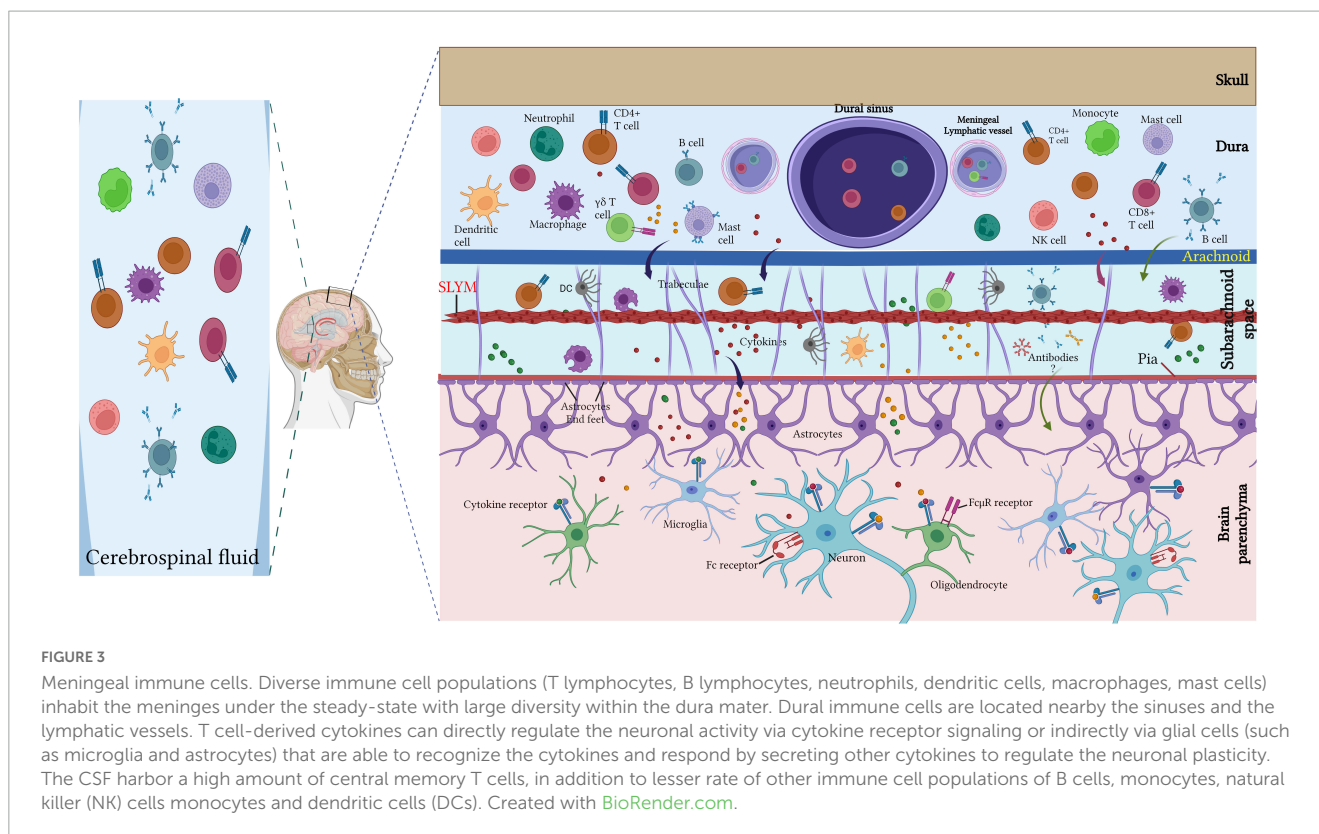 Skull
Dural sinus
Neutrophil
CD4+
T cell
B cell
Meningeal
Lymphatic vessel
CD4+
T cell
Monocyte
Mast cell
Dura
Dendritic
cell
Macrophage
γδ T
cell
Mast
cell
NK cell
CD8+
T cell
B cell
Arachnoid
SLYM
DC
Trabeculae
Cytokines
Antibodies
?
Pia
Subarachnoid
space
Astrocytes
End feet
Astrocytes
Cytokine receptor
Microglia
Fc receptor
Neuron
FcμR receptor
Oligodendrocyte
Brain
parenchyma
Cerebrospinal fluid
FIGURE 3
Meningeal immune cells. Diverse immune cell populations (T lymphocytes, B lymphocytes, neutrophils, dendritic cells, macrophages, mast cells)
inhabit the meninges under the steady-state with large diversity within the dura mater. Dural immune cells are located nearby the sinuses and the
lymphatic vessels. T cell-derived cytokines can directly regulate the neuronal activity via cytokine receptor signaling or indirectly via glial cells (such
as microglia and astrocytes) that are able to recognize the cytokines and respond by secreting other cytokines to regulate the neuronal plasticity.
The CSF harbor a high amount of central memory T cells, in addition to lesser rate of other immune cell populations of B cells, monocytes, natural
killer (NK) cells monocytes and dendritic cells (DCs). Created with BioRender.com.